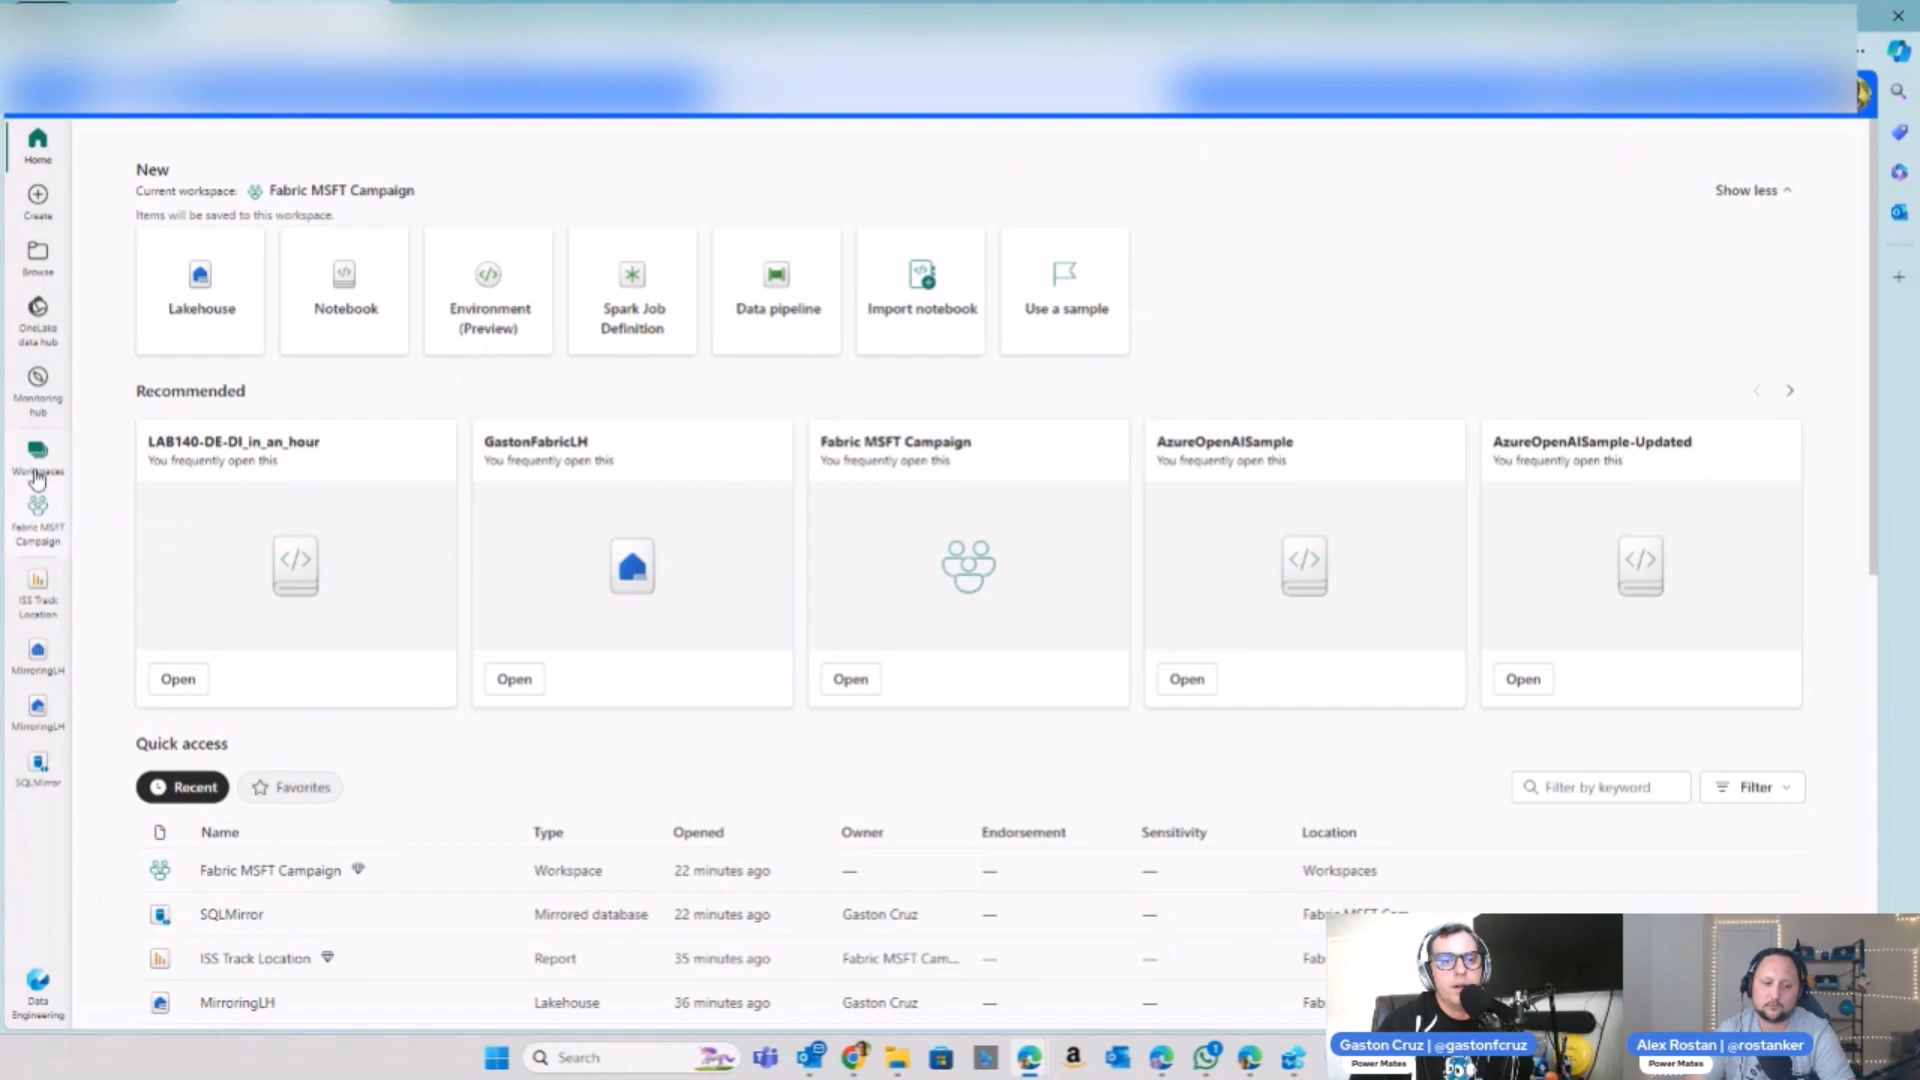 Home
Create
Browse
OneLake
data hub
Monitoring
hub
Workspaces
Fabric MSFT
Campaign
ISS Track
Location
MirroringLH
MirroringLH
SQLMirror
Data
Engineering
New
Current workspace: Fabric MSFT Campaign
Items will be saved to this workspace.
Show less
Lakehouse
Notebook
Environment
(Preview)
Spark Job
Definition
Data pipeline
Import notebook
Use a sample
Recommended
LAB140-DE-DI_in_an_hour
You frequently open this
Open
GastonFabricLH
You frequently open this
Open
Fabric MSFT Campaign
You frequently open this
Open
AzureOpenAISample
You frequently open this
Open
AzureOpenAISample-Updated
You frequently open this
Open
Quick access
Recent
Favorites
Filter by keyword
Filter
Name Type Opened Owner Endorsement Sensitivity Location
Fabric MSFT Campaign Workspace 22 minutes ago — — — Workspaces
SQLMirror Mirrored database 22 minutes ago Gaston Cruz — — Fabric MSFT Cam...
ISS Track Location Report 35 minutes ago Fabric MSFT Cam... — — Fab
MirroringLH Lakehouse 36 minutes ago Gaston Cruz — — Fab
Gaston Cruz | @gastonfcruz
Power Mates
Alex Rostan | @rostanker
Power Mates
Search